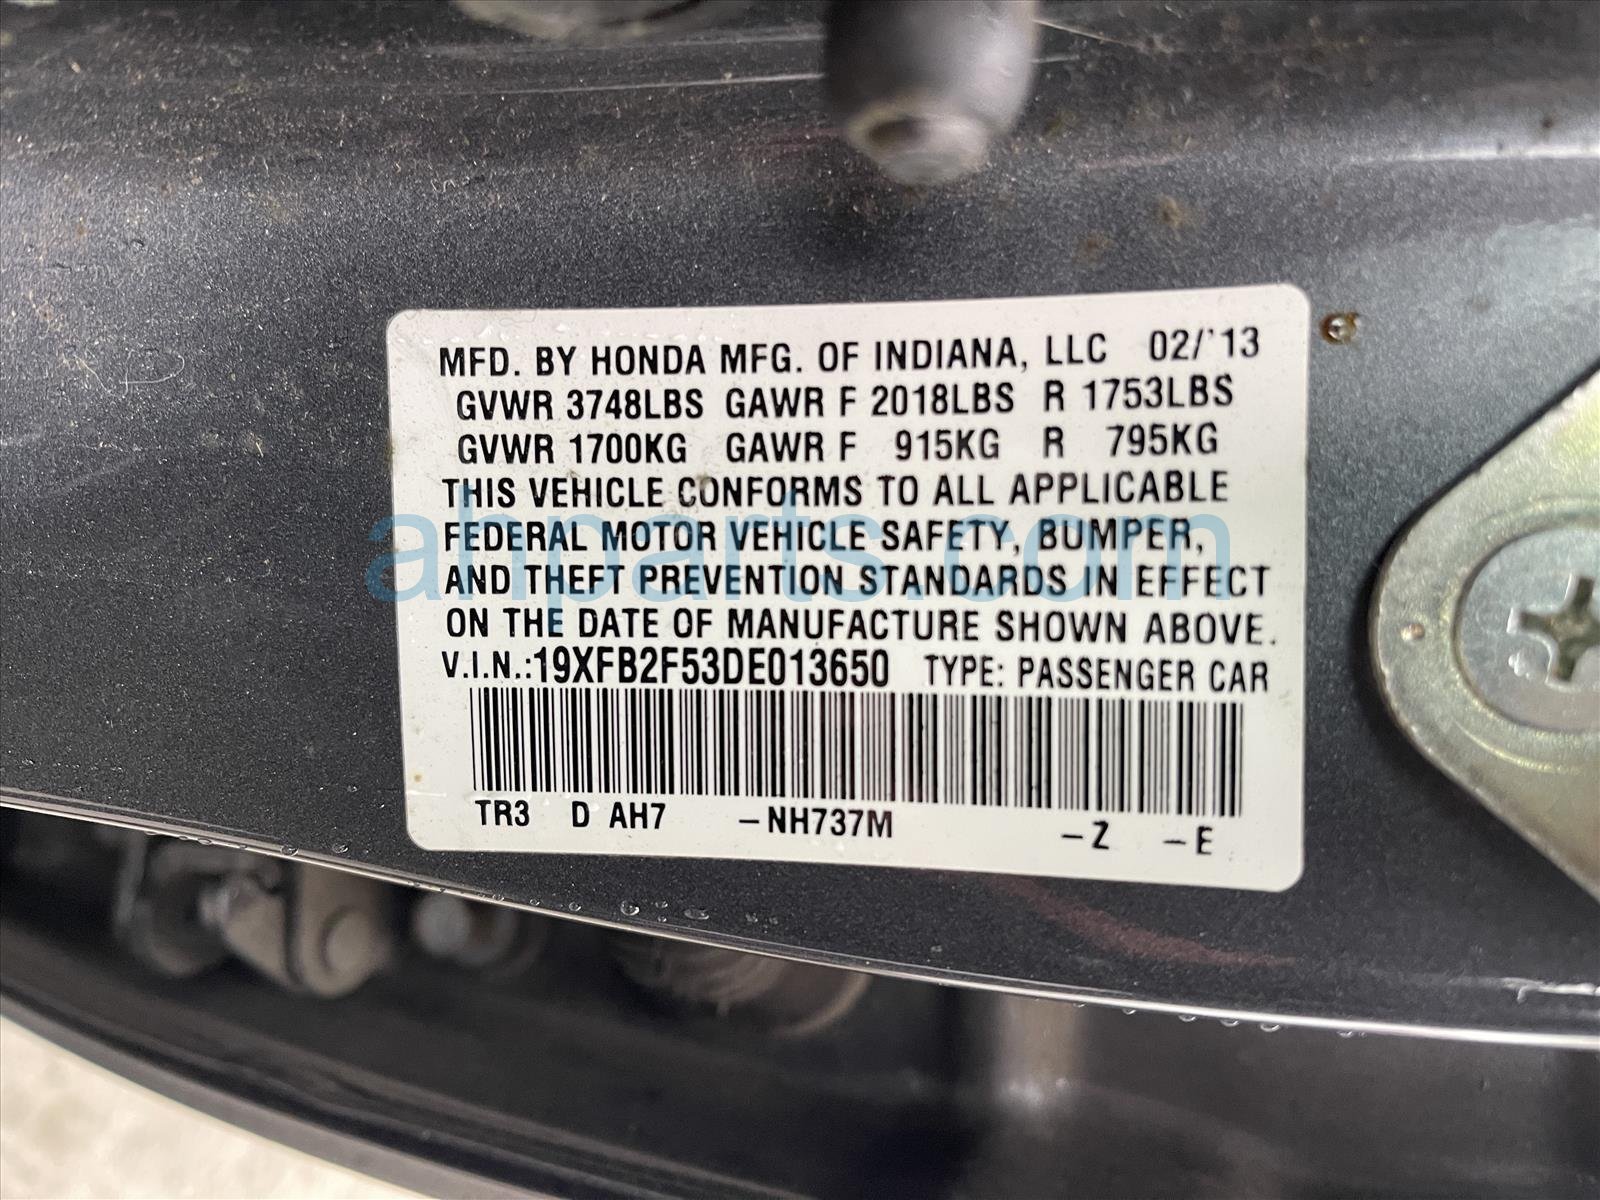 MFD. BY HONDA MFG. OF INDIANA, LLC 02/'13
GVWR 3748LBS GAWR F 2018LBS R 1753LBS
GVWR 1700KG GAWR F 915KG R 795KG
THIS VEHICLE CONFORMS TO ALL APPLICABLE
FEDERAL MOTOR VEHICLE SAFETY, BUMPER,
AND THEFT PREVENTION STANDARDS IN EFFECT
ON THE DATE OF MANUFACTURE SHOWN ABOVE.
V.I.N.:19XFB2F53DE013650 TYPE: PASSENGER CAR
TR3 D AH7 -NH737M -Z -E
ahparts.com